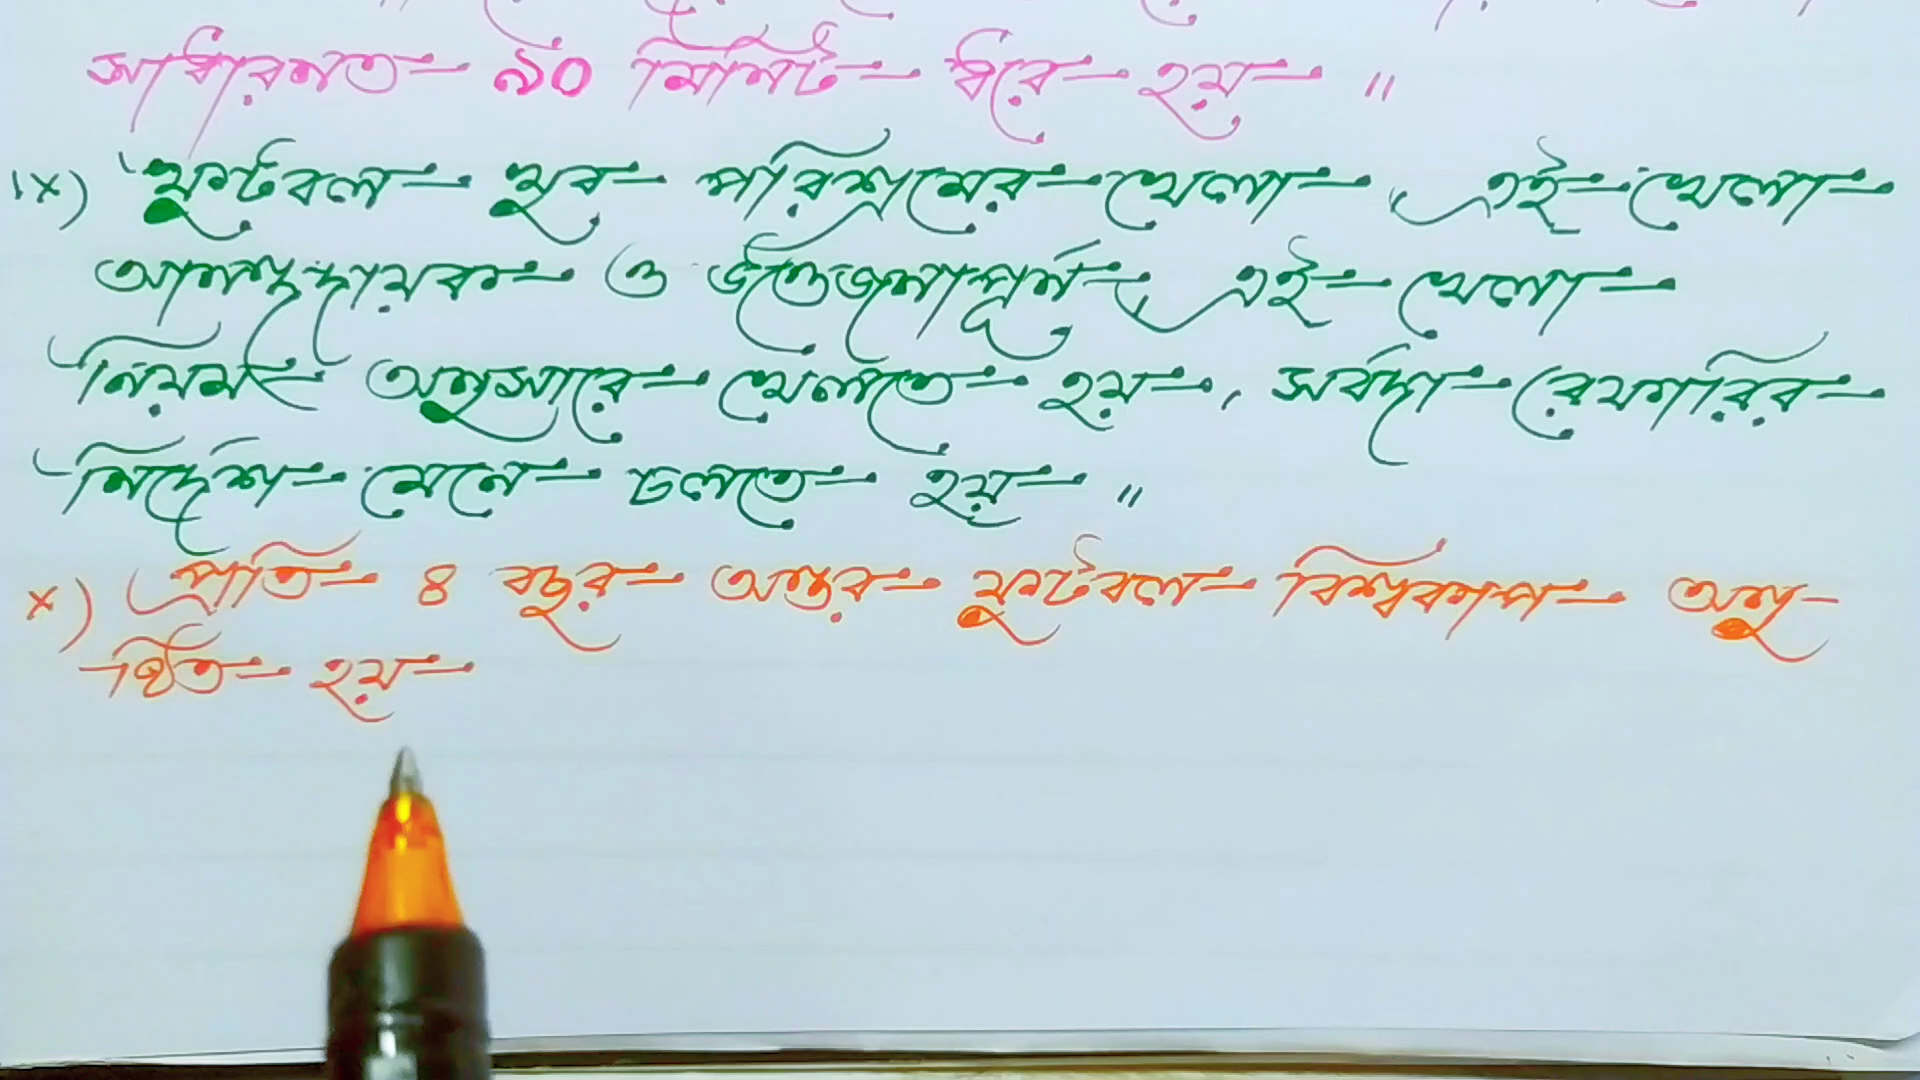 সাধারণত ৯০ মিনিট ধরে হয় ॥
ix) ফুটবল খুব পরিশ্রমের খেলা, এই খেলা
আনন্দদায়ক ও উত্তেজনাপূর্ণ, এই খেলা
নিয়ম অনুসারে খেলতে হয়, সর্বদা রেফারির
নির্দেশ মেনে চলতে হয় ॥
x) প্রতি ৪ বছর অন্তর ফুটবল বিশ্বকাপ অনু-
ষ্ঠিত হয়